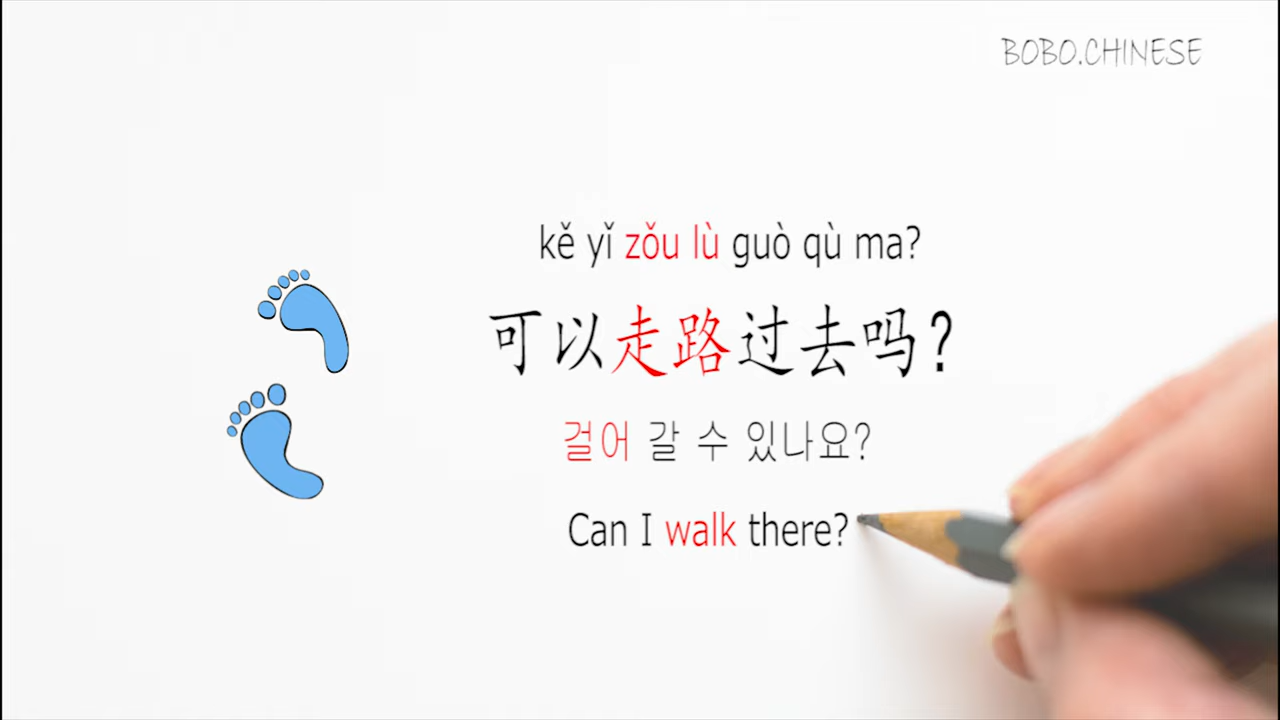 BOBO.CHINESE
kě yǐ zǒu lù guò qù ma?
可以走路过去吗?
걸어 갈 수 있나요?
Can I walk there?